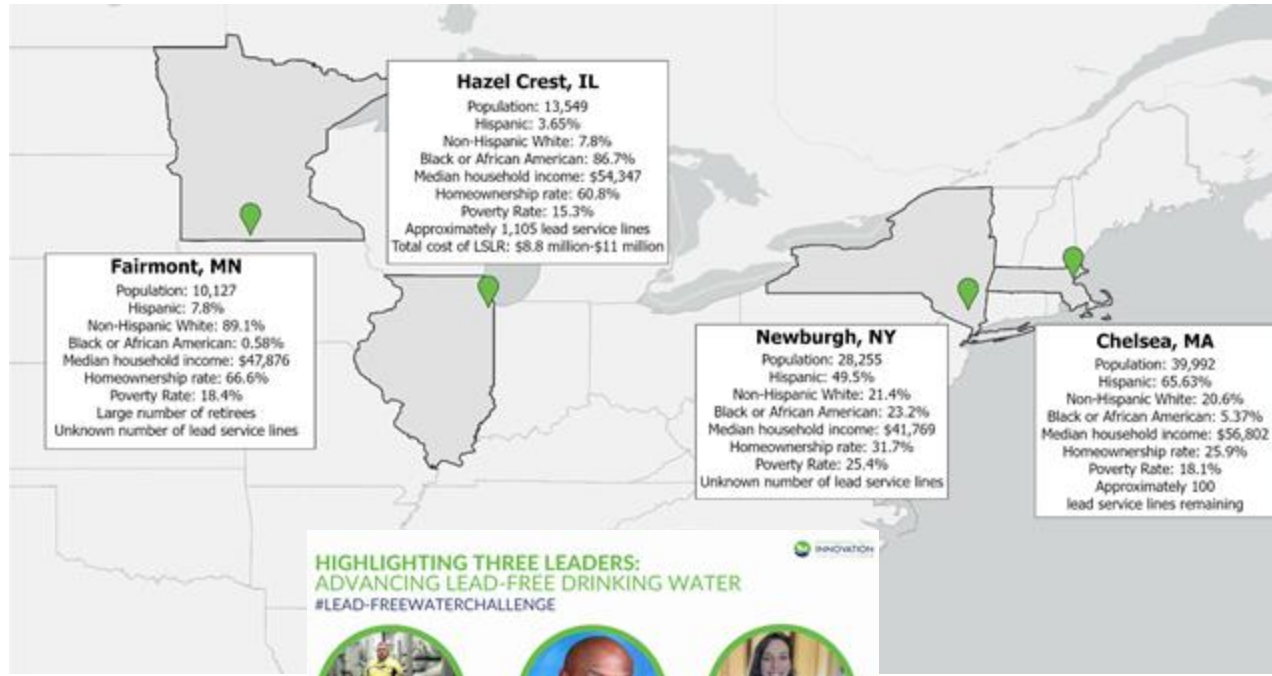 Hazel Crest, IL
Population: 13,549
Hispanic: 3.65%
Non-Hispanic White: 7.8%
Black or African American: 86.7%
Median household income: $54,347
Homeownership rate: 60.8%
Poverty Rate: 15.3%
Approximately 1,105 lead service lines
Total cost of LSLR: $8.8 million-$11 million
Fairmont, MN
Population: 10,127
Hispanic: 7.8%
Non-Hispanic White: 89.1%
Black or African American: 0.58%
Median household income: $47,876
Homeownership rate: 66.6%
Poverty Rate: 18.4%
Large number of retirees
Unknown number of lead service lines
Newburgh, NY
Population: 28,255
Hispanic: 49.5%
Non-Hispanic White: 21.4%
Black or African American: 23.2%
Median household income: $41,769
Homeownership rate: 31.7%
Poverty Rate: 25.4%
Unknown number of lead service lines
Chelsea, MA
Population: 39,992
Hispanic: 65.63%
Non-Hispanic White: 20.6%
Black or African American: 5.37%
Median household income: $56,802
Homeownership rate: 25.9%
Poverty Rate: 18.1%
Approximately 100
lead service lines remaining
INNOVATION
HIGHLIGHTING THREE LEADERS:
ADVANCING LEAD-FREE DRINKING WATER
#LEAD-FREEWATERCHALLENGE